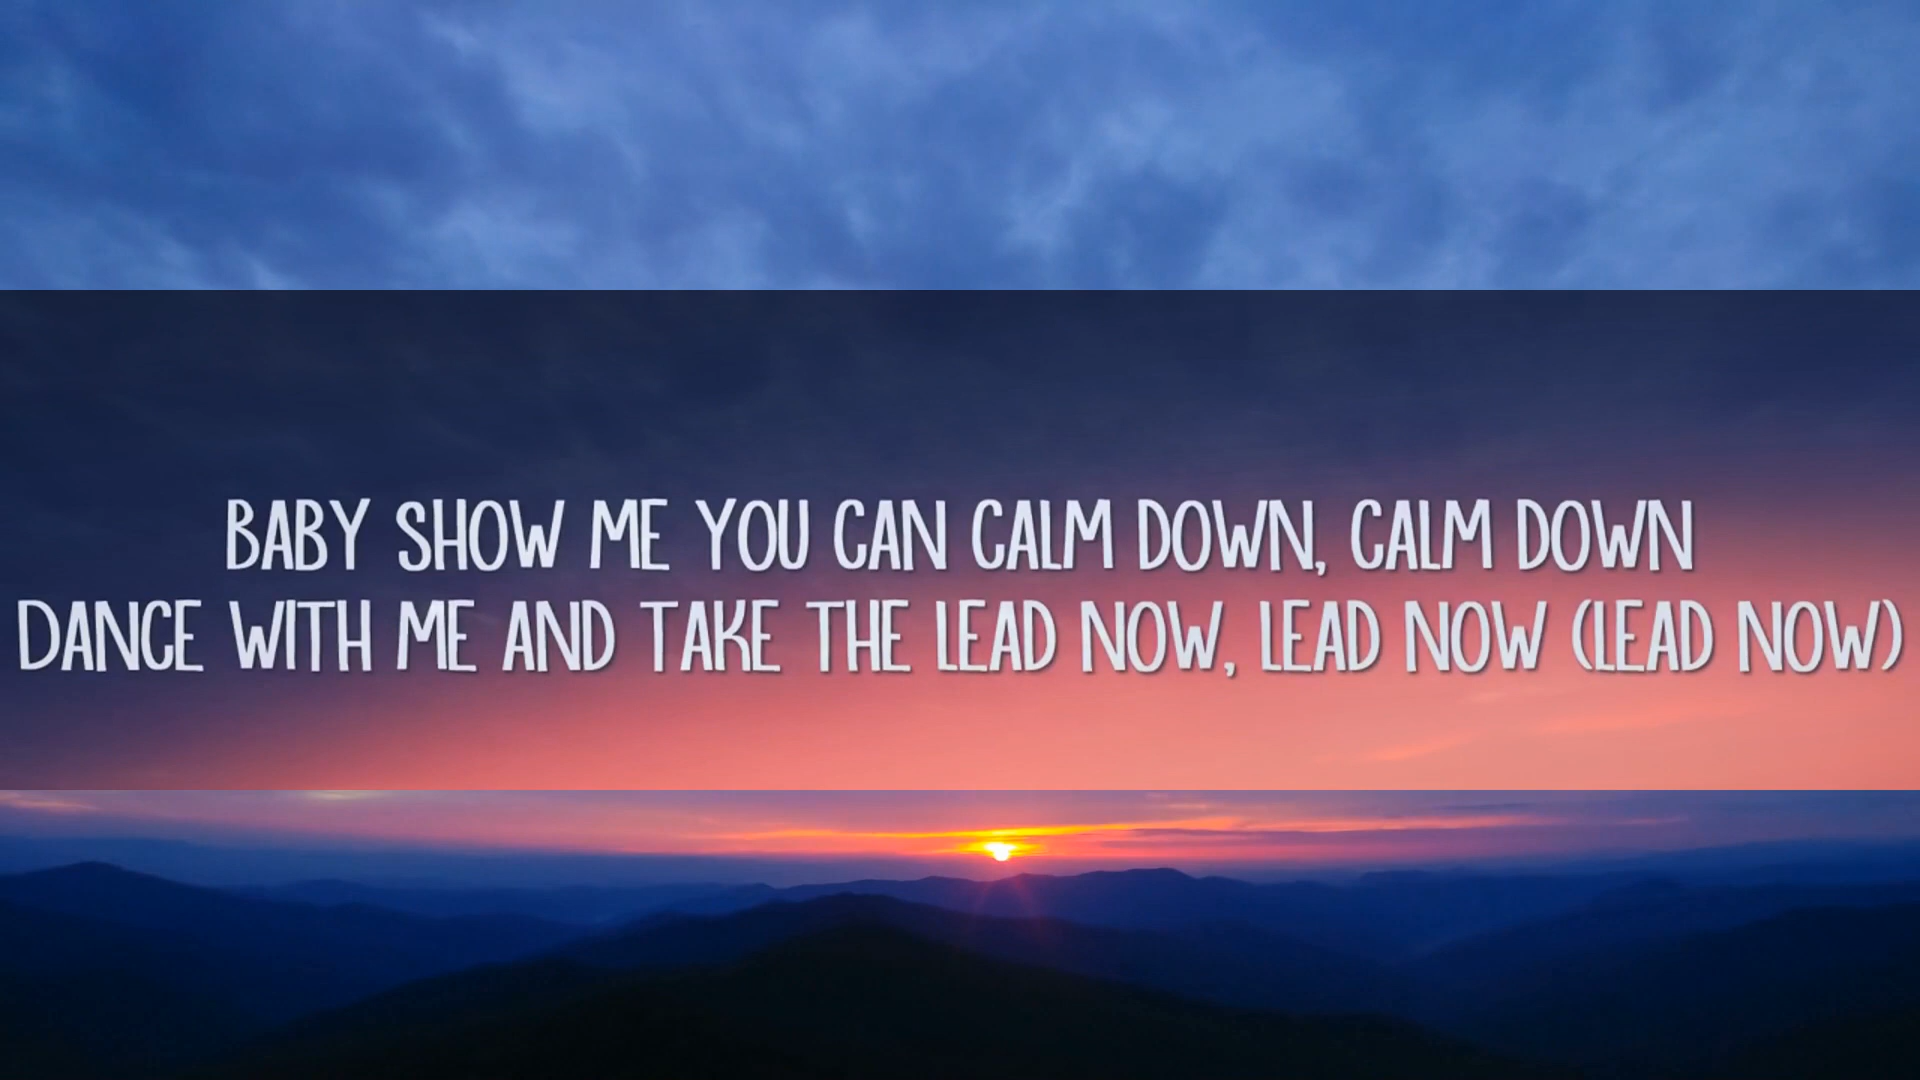 BABY SHOW ME YOU CAN CALM DOWN, CALM DOWN
DANCE WITH ME AND TAKE THE LEAD NOW, LEAD NOW (LEAD NOW)